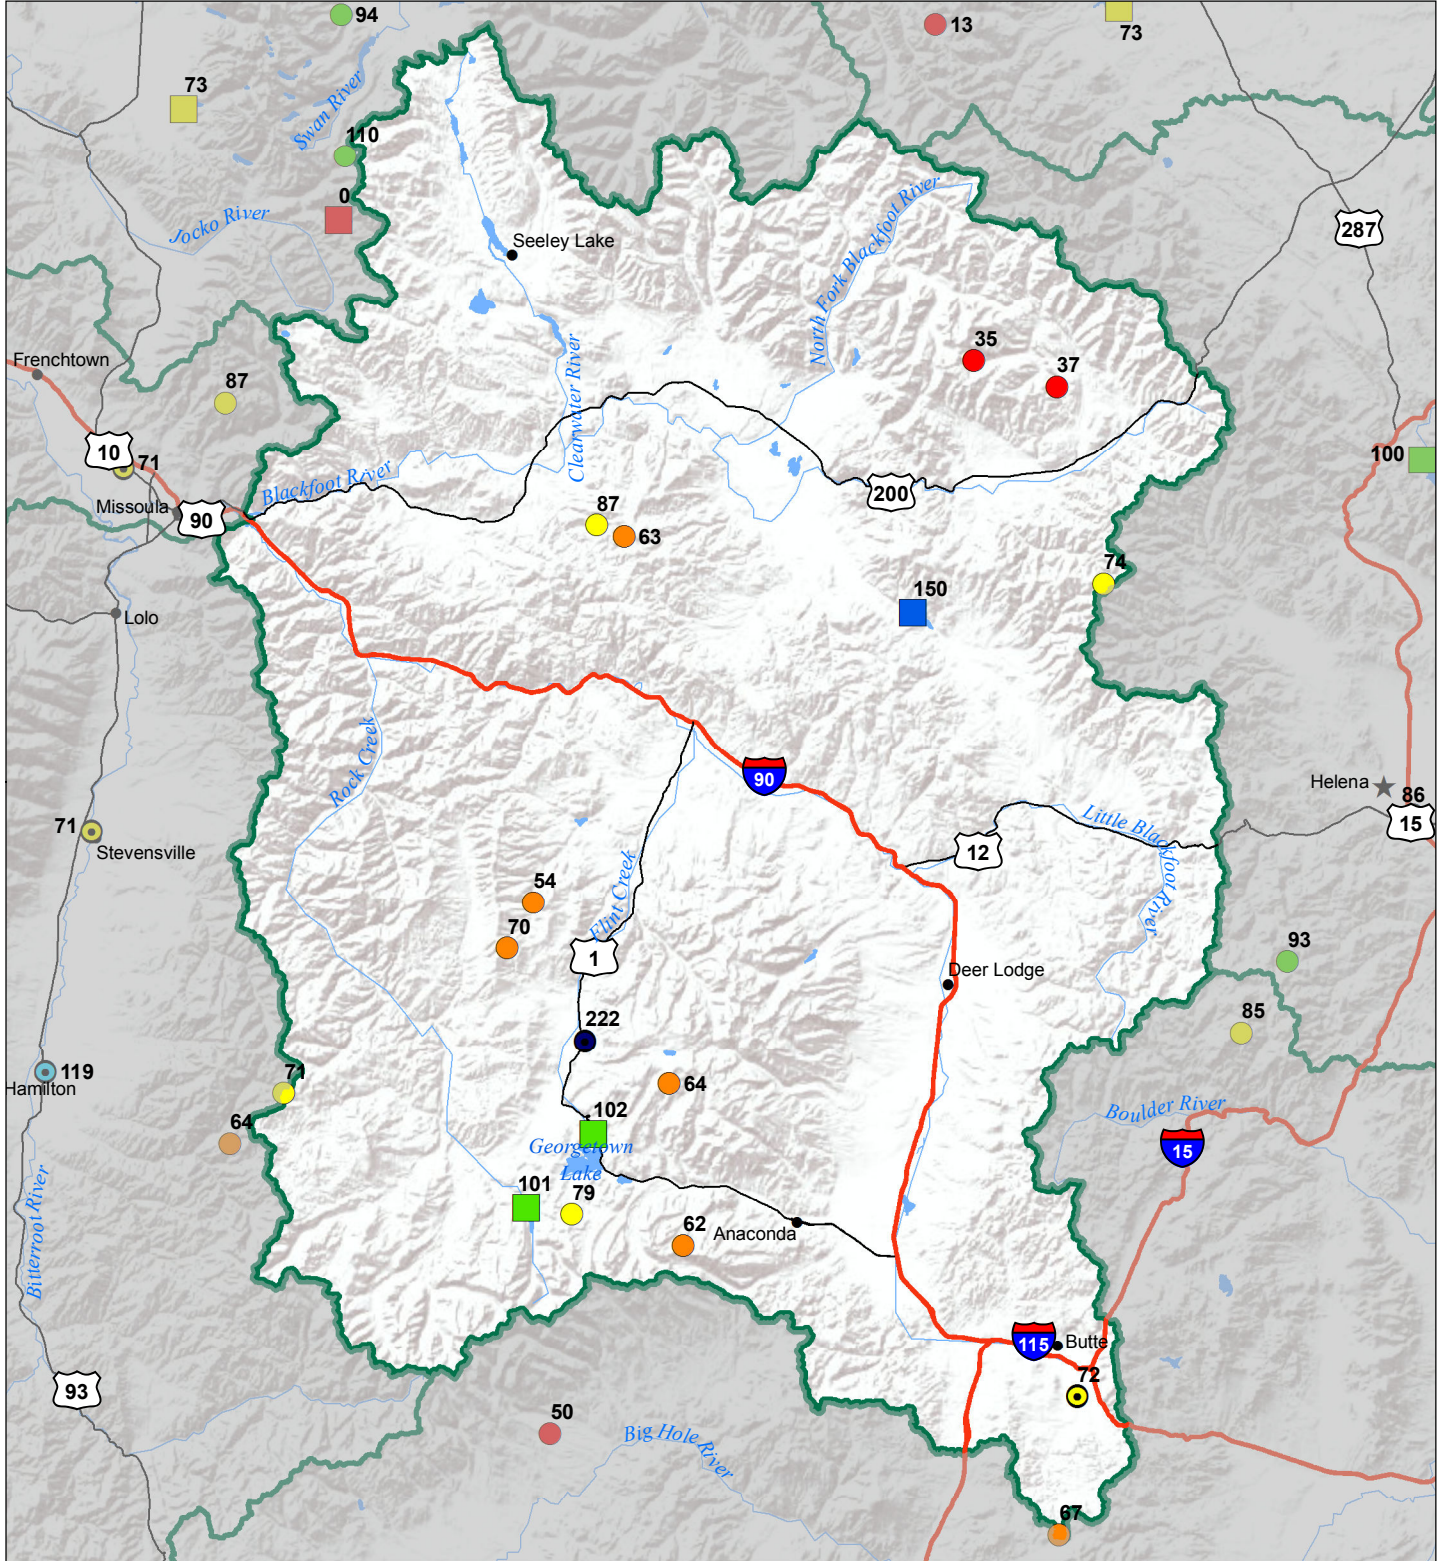 94
13
73
73
Swan River
110
0
Jocko River
287
North Fork Blackfoot River
Seeley Lake
35
Frenchtown
37
87
Clearwater River
10
71
100
Blackfoot River
200
Missoula
90
87
63
74
150
Lolo
Rock Creek
90
Helena
86
15
71
Stevensville
Little Blackfoot River
12
54
Flint Creek
70
1
93
Deer Lodge
222
85
119
Hamilton
71
64
102
Boulder River
64
Georgetown
Lake
15
Bitterroot River
101
79
62
Anaconda
115
Butte
93
72
50
Big Hole River
67